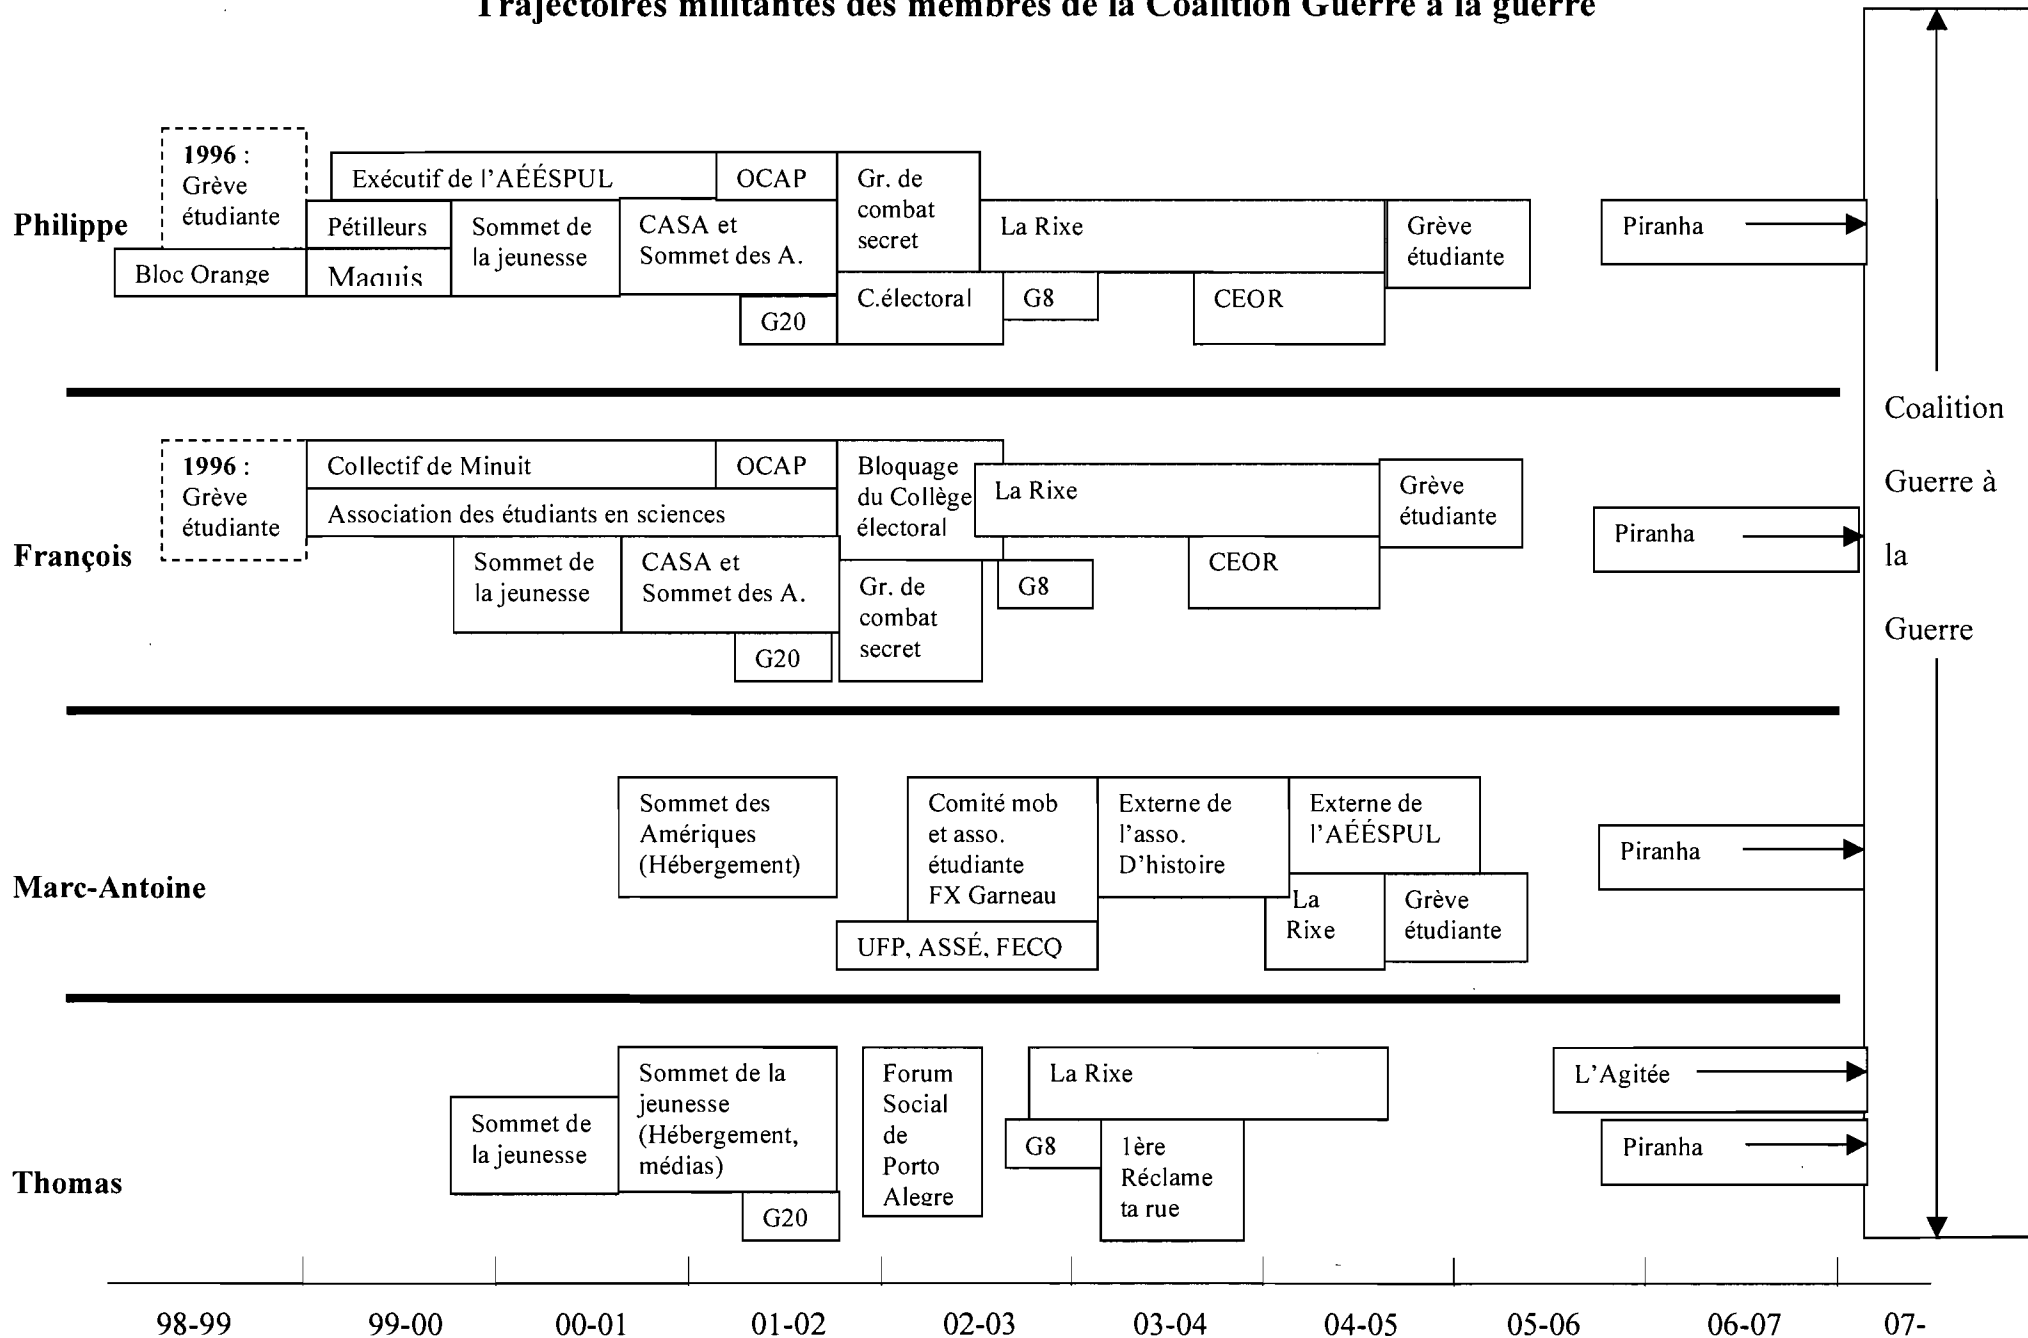 Trajectoires militantes des membres de la Coalition Guerre à la guerre
Philippe
1996 :
Grève
étudiante
Bloc Orange
Exécutif de l'AÉÉSPUL
Pétilleurs
Maquis
Sommet de
la jeunesse
CASA et
Sommet des A.
OCAP
G20
Gr. de
combat
secret
C.électoral
La Rixe
G8
CEOR
Grève
étudiante
Piranha
François
1996 :
Grève
étudiante
Collectif de Minuit
OCAP
Association des étudiants en sciences
Sommet de
la jeunesse
CASA et
Sommet des A.
G20
Bloquage
du Collège
électoral
Gr. de
combat
secret
La Rixe
G8
CEOR
Grève
étudiante
Piranha
Marc-Antoine
Sommet des
Amériques
(Hébergement)
Comité mob
et asso.
étudiante
FX Garneau
UFP, ASSÉ, FECQ
Externe de
l'asso.
D'histoire
Externe de
l'AÉÉSPUL
La
Rixe
Grève
étudiante
Piranha
Thomas
Sommet de
la jeunesse
Sommet de la
jeunesse
(Hébergement,
médias)
G20
Forum
Social
de
Porto
Alegre
La Rixe
G8
1ère
Réclame
ta rue
L'Agitée
Piranha
Coalition
Guerre à
la
Guerre
98-99
99-00
00-01
01-02
02-03
03-04
04-05
05-06
06-07
07-